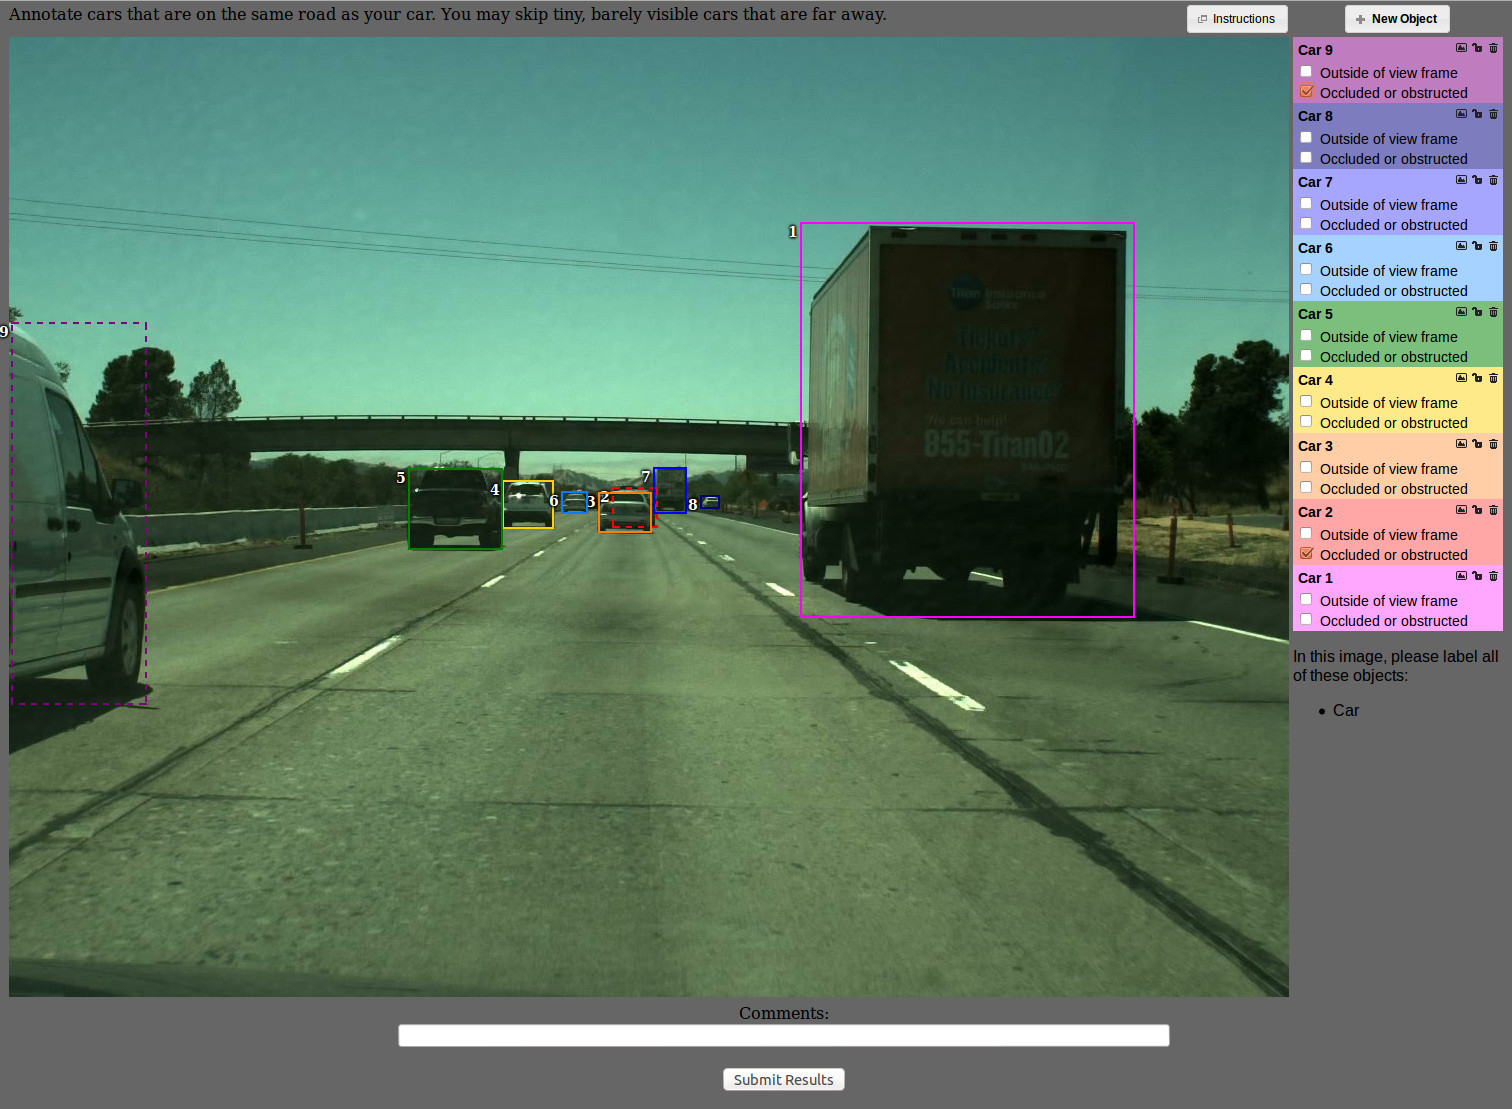 Annotate cars that are on the same road as your car. You may skip tiny, barely visible cars that are far away.
Instructions
New Object
Car 9
Outside of view frame
Occluded or obstructed
Car 8
Outside of view frame
Occluded or obstructed
Car 7
Outside of view frame
Occluded or obstructed
Car 6
Outside of view frame
Occluded or obstructed
Car 5
Outside of view frame
Occluded or obstructed
Car 4
Outside of view frame
Occluded or obstructed
Car 3
Outside of view frame
Occluded or obstructed
Car 2
Outside of view frame
Occluded or obstructed
Car 1
Outside of view frame
Occluded or obstructed
In this image, please label all
of these objects:
Car
1
9
Titan Insurance
Tickets?
Accidents?
No Insurance?
We can help!
855-Titan02
5
4
6
3
2
7
8
Comments:
Submit Results